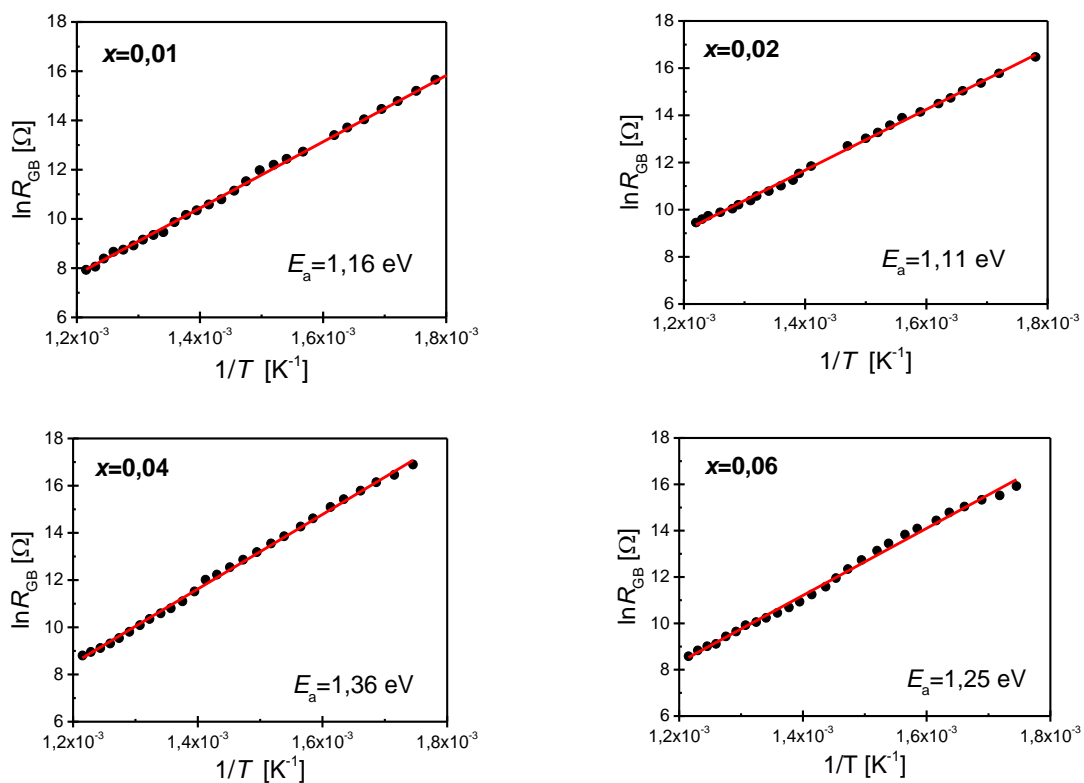 x=0,01
18
16
14
12
10
8
6
lnR_GB [Ω]
E_a=1,16 eV
1,2x10⁻³
1,4x10⁻³
1,6x10⁻³
1,8x10⁻³
1/T [K⁻¹]
x=0,02
18
16
14
12
10
8
6
lnR_GB [Ω]
E_a=1,11 eV
1,2x10⁻³
1,4x10⁻³
1,6x10⁻³
1,8x10⁻³
1/T [K⁻¹]
x=0,04
18
16
14
12
10
8
6
lnR_GB [Ω]
E_a=1,36 eV
1,2x10⁻³
1,4x10⁻³
1,6x10⁻³
1,8x10⁻³
1/T [K⁻¹]
x=0,06
18
16
14
12
10
8
6
lnR_GB [Ω]
E_a=1,25 eV
1,2x10⁻³
1,4x10⁻³
1,6x10⁻³
1,8x10⁻³
1/T [K⁻¹]